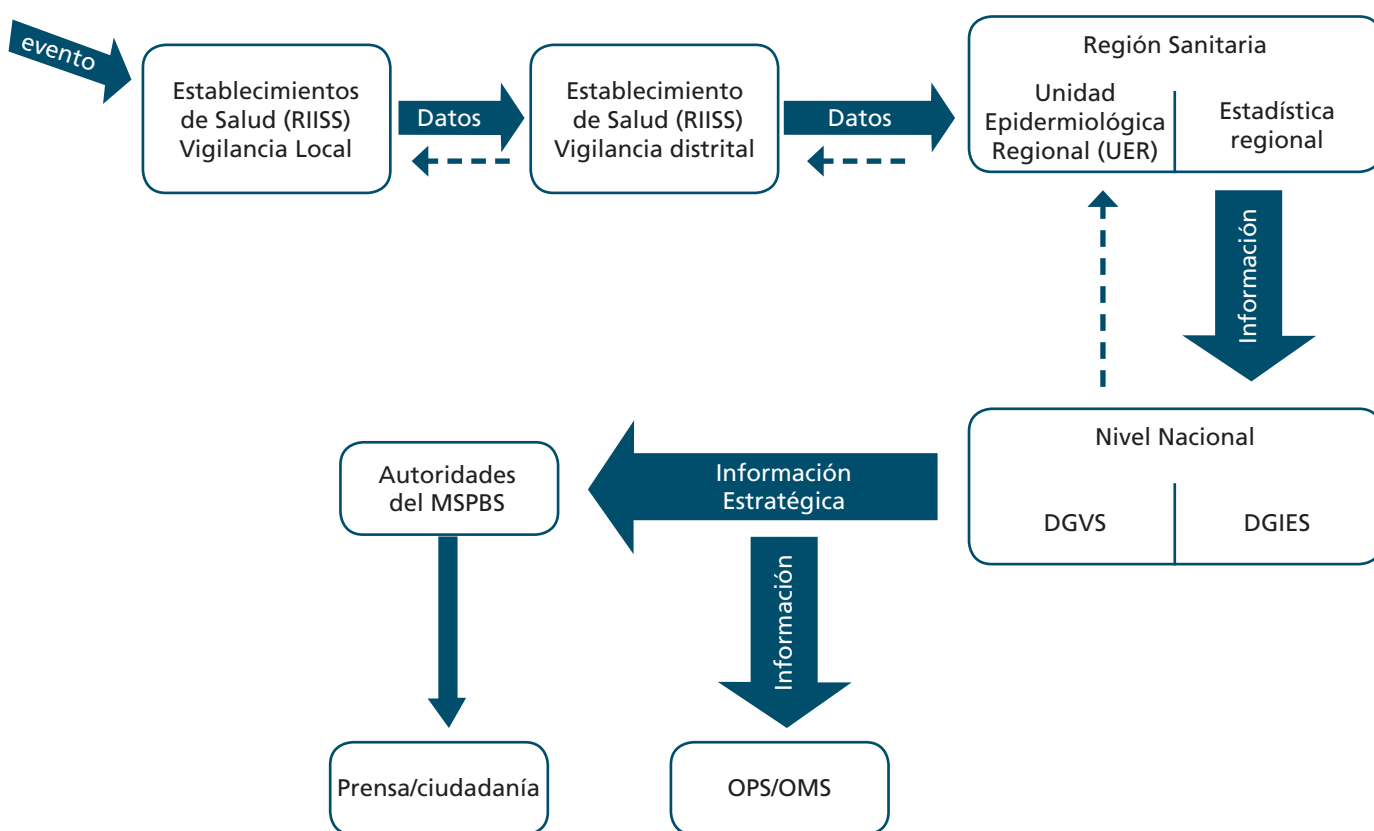 evento
Establecimientos
de Salud (RIISS)
Vigilancia Local
Datos
Establecimiento
de Salud (RIISS)
Vigilancia distrital
Datos
Región Sanitaria
Unidad
Epidermiológica
Regional (UER)
Estadística
regional
Información
Nivel Nacional
DGVS
DGIES
Información
Estratégica
Autoridades
del MSPBS
Información
Prensa/ciudadanía
OPS/OMS